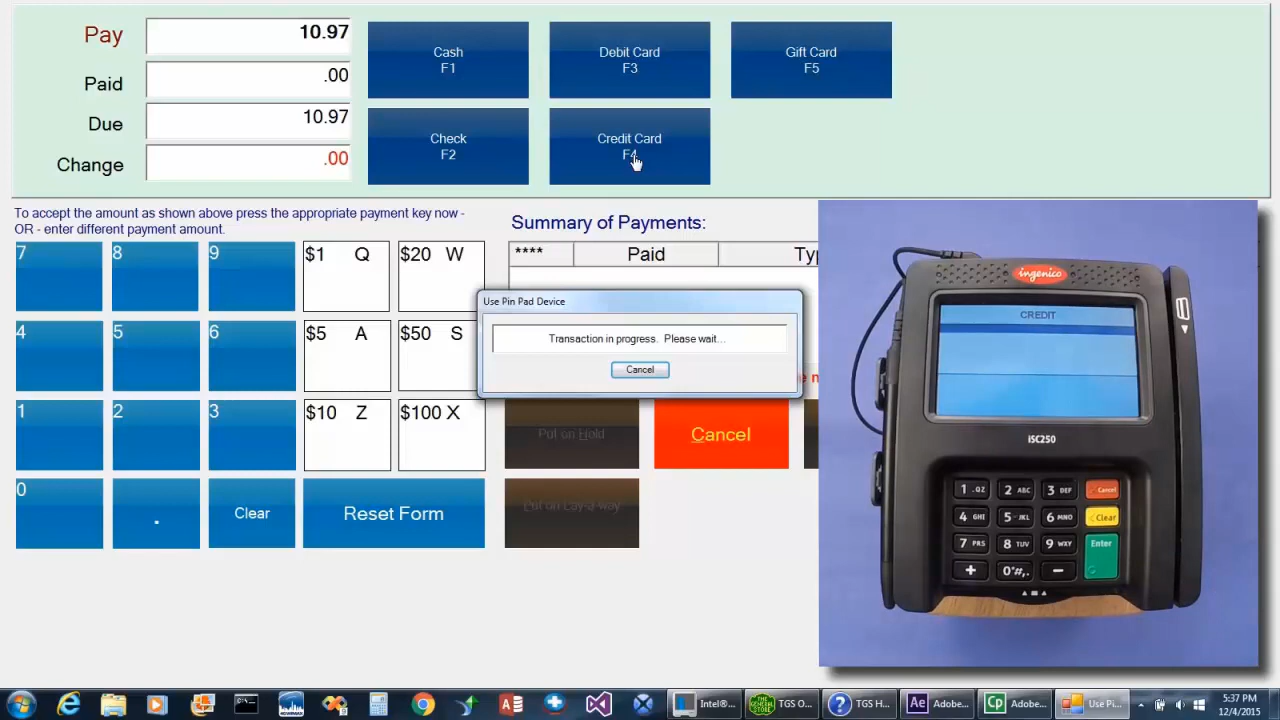 Pay 10.97
Paid .00
Due 10.97
Change .00
Cash
F1
Debit Card
F3
Gift Card
F5
Check
F2
Credit Card
F4
To accept the amount as shown above press the appropriate payment key now -
OR - enter different payment amount.
7 8 9 $1 Q $20 W
4 5 6 $5 A $50 S
1 2 3 $10 Z $100 X
0 . Clear Reset Form
Summary of Payments:
**** Paid Typ
Use Pin Pad Device
Transaction in progress. Please wait...
Cancel
Put on Hold
Cancel
Put on Lay-a-way
ingenico
CREDIT
iSC250
1 .QZ 2 ABC 3 DEF Cancel
4 GHI 5 JKL 6 MNO Clear
7 PRS 8 TUV 9 WXY Enter
+ 0*#,. -
Intel®... TGS O... TGS H... Adobe... Adobe... Use Pi...
5:37 PM
12/4/2015